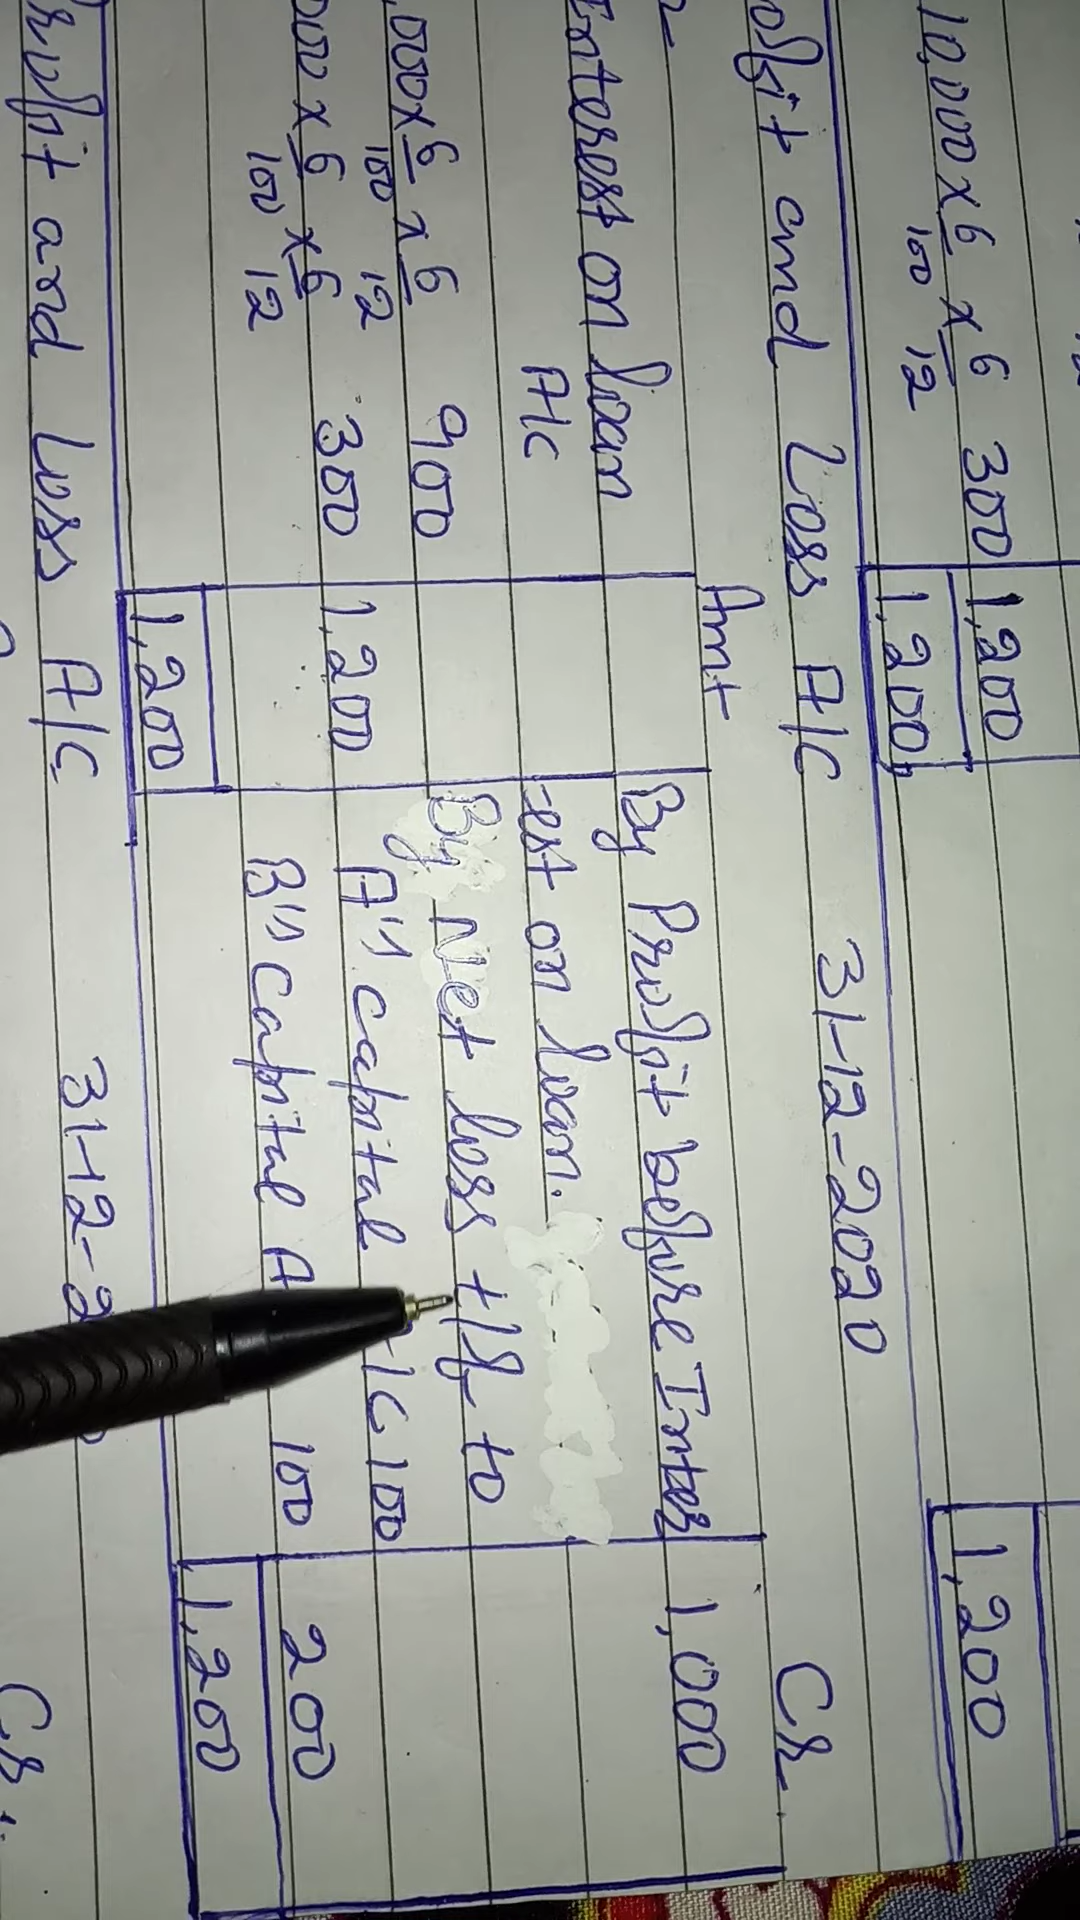 10,000 x 6/100 x 6/12 300 1,200
1,200 1,200
ofit and Loss A/C 31-12-2020 Cr
Amt
Interest on loan By Profit before Inter 1,000
A/C -est on loan.
,000 x 6/100 x 6/12 900 By Net loss t/f to
000 x 6/100 x 6/12 300 1,200 A's capital A/C 100
B's capital A 100 200
1,200 1,200
Profit and Loss A/C 31-12-2 Cr.